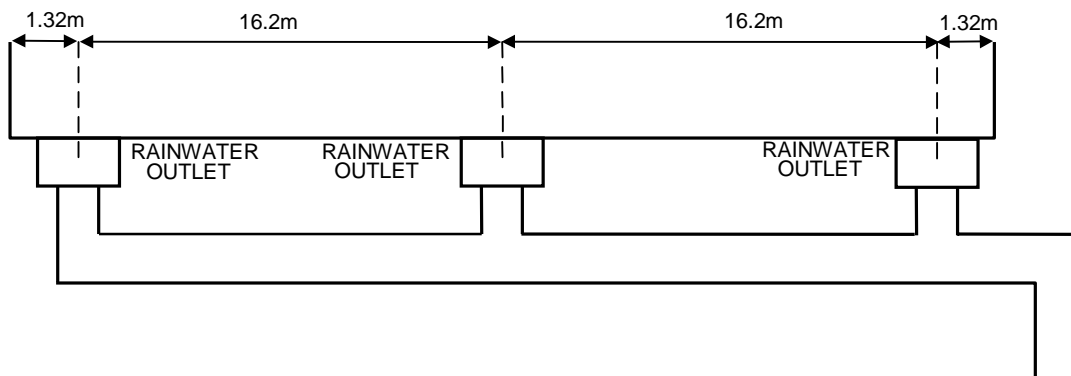 1.32m
16.2m
16.2m
1.32m
RAINWATER
OUTLET
RAINWATER
OUTLET
RAINWATER
OUTLET